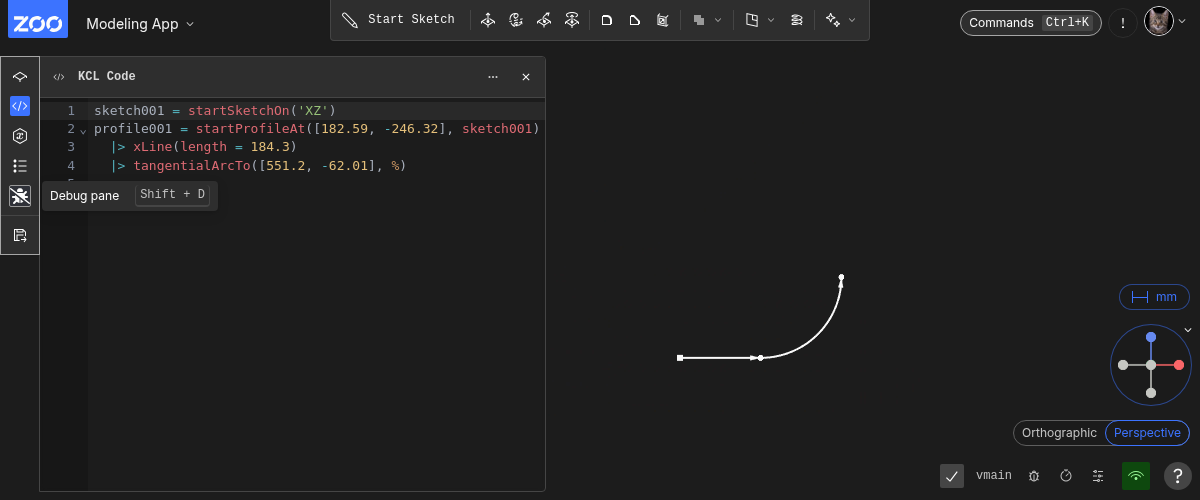 ZOO Modeling App
Start Sketch
Commands Ctrl+K
!
</> KCL Code
1 sketch001 = startSketchOn('XZ')
2 profile001 = startProfileAt([182.59, -246.32], sketch001)
3 |> xLine(length = 184.3)
4 |> tangentialArcTo([551.2, -62.01], %)
Debug pane Shift + D
mm
Orthographic Perspective
vmain
?